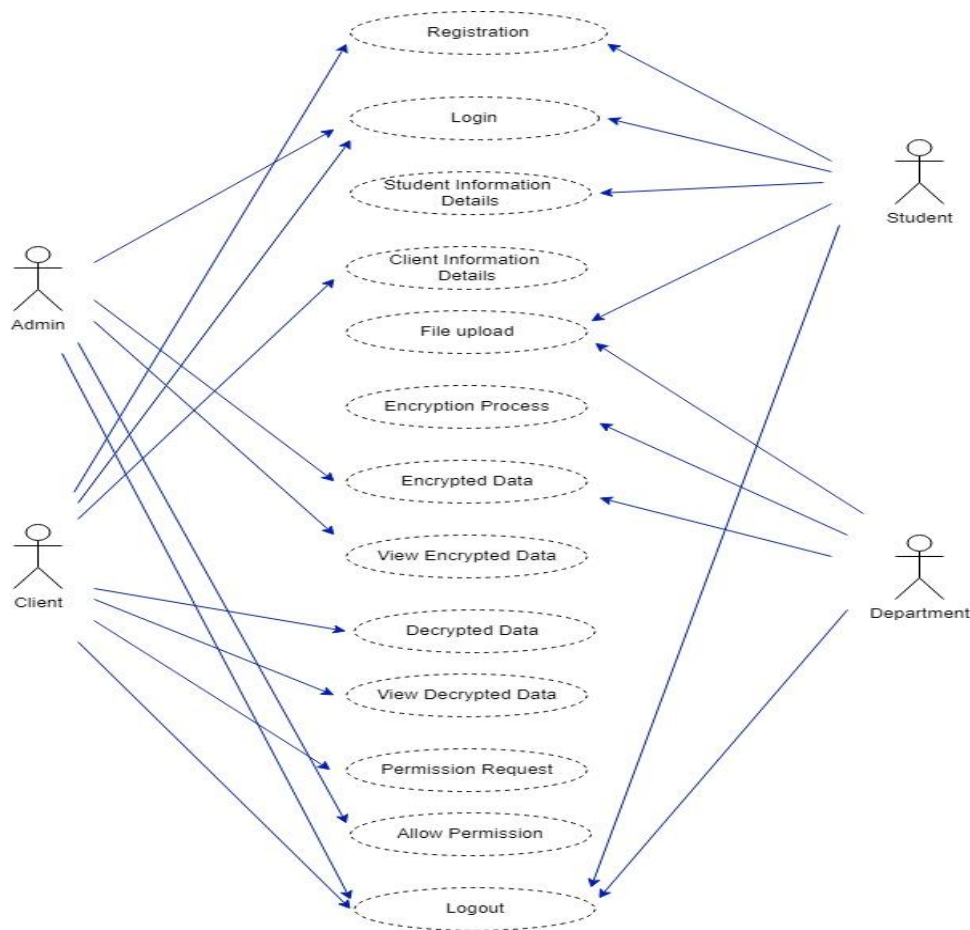 Registration
Login
Student Information
Details
Student
Client Information
Details
Admin
File upload
Encryption Process
Encrypted Data
View Encrypted Data
Client
Department
Decrypted Data
View Decrypted Data
Permission Request
Allow Permission
Logout